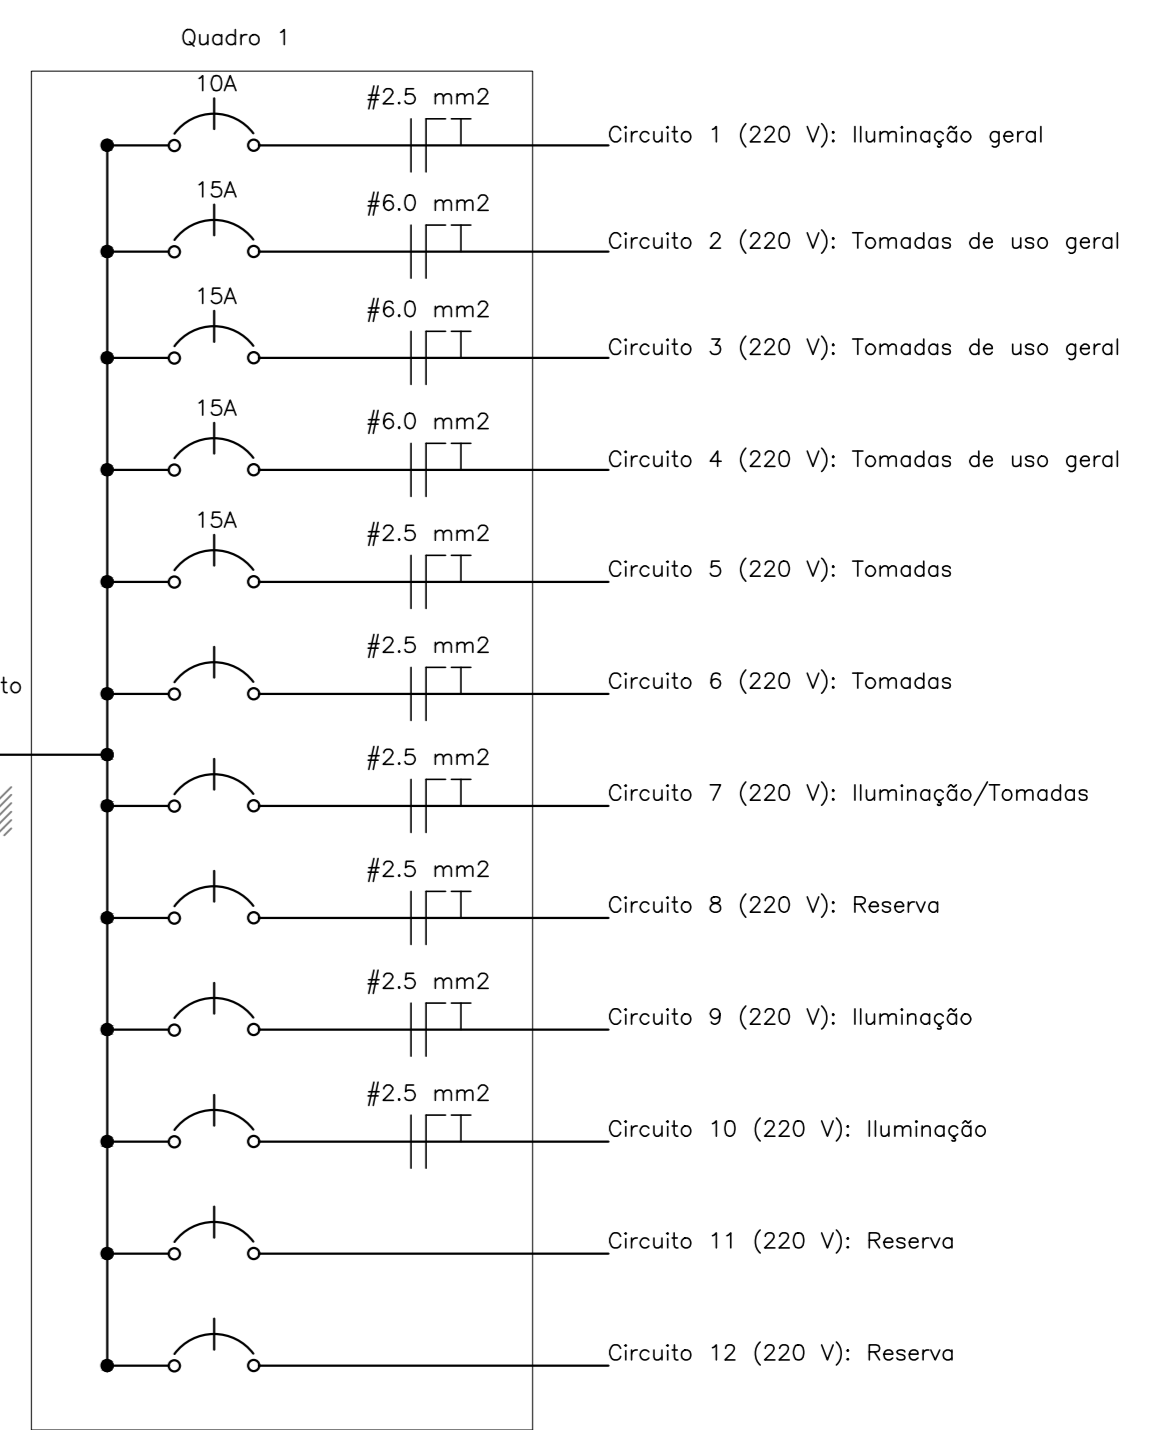 Quadro 1
10A
#2.5 mm2
Circuito 1 (220 V): Iluminação geral
15A
#6.0 mm2
Circuito 2 (220 V): Tomadas de uso geral
15A
#6.0 mm2
Circuito 3 (220 V): Tomadas de uso geral
15A
#6.0 mm2
Circuito 4 (220 V): Tomadas de uso geral
15A
#2.5 mm2
Circuito 5 (220 V): Tomadas
#2.5 mm2
Circuito 6 (220 V): Tomadas
to
#2.5 mm2
Circuito 7 (220 V): Iluminação/Tomadas
#2.5 mm2
Circuito 8 (220 V): Reserva
#2.5 mm2
Circuito 9 (220 V): Iluminação
#2.5 mm2
Circuito 10 (220 V): Iluminação
Circuito 11 (220 V): Reserva
Circuito 12 (220 V): Reserva